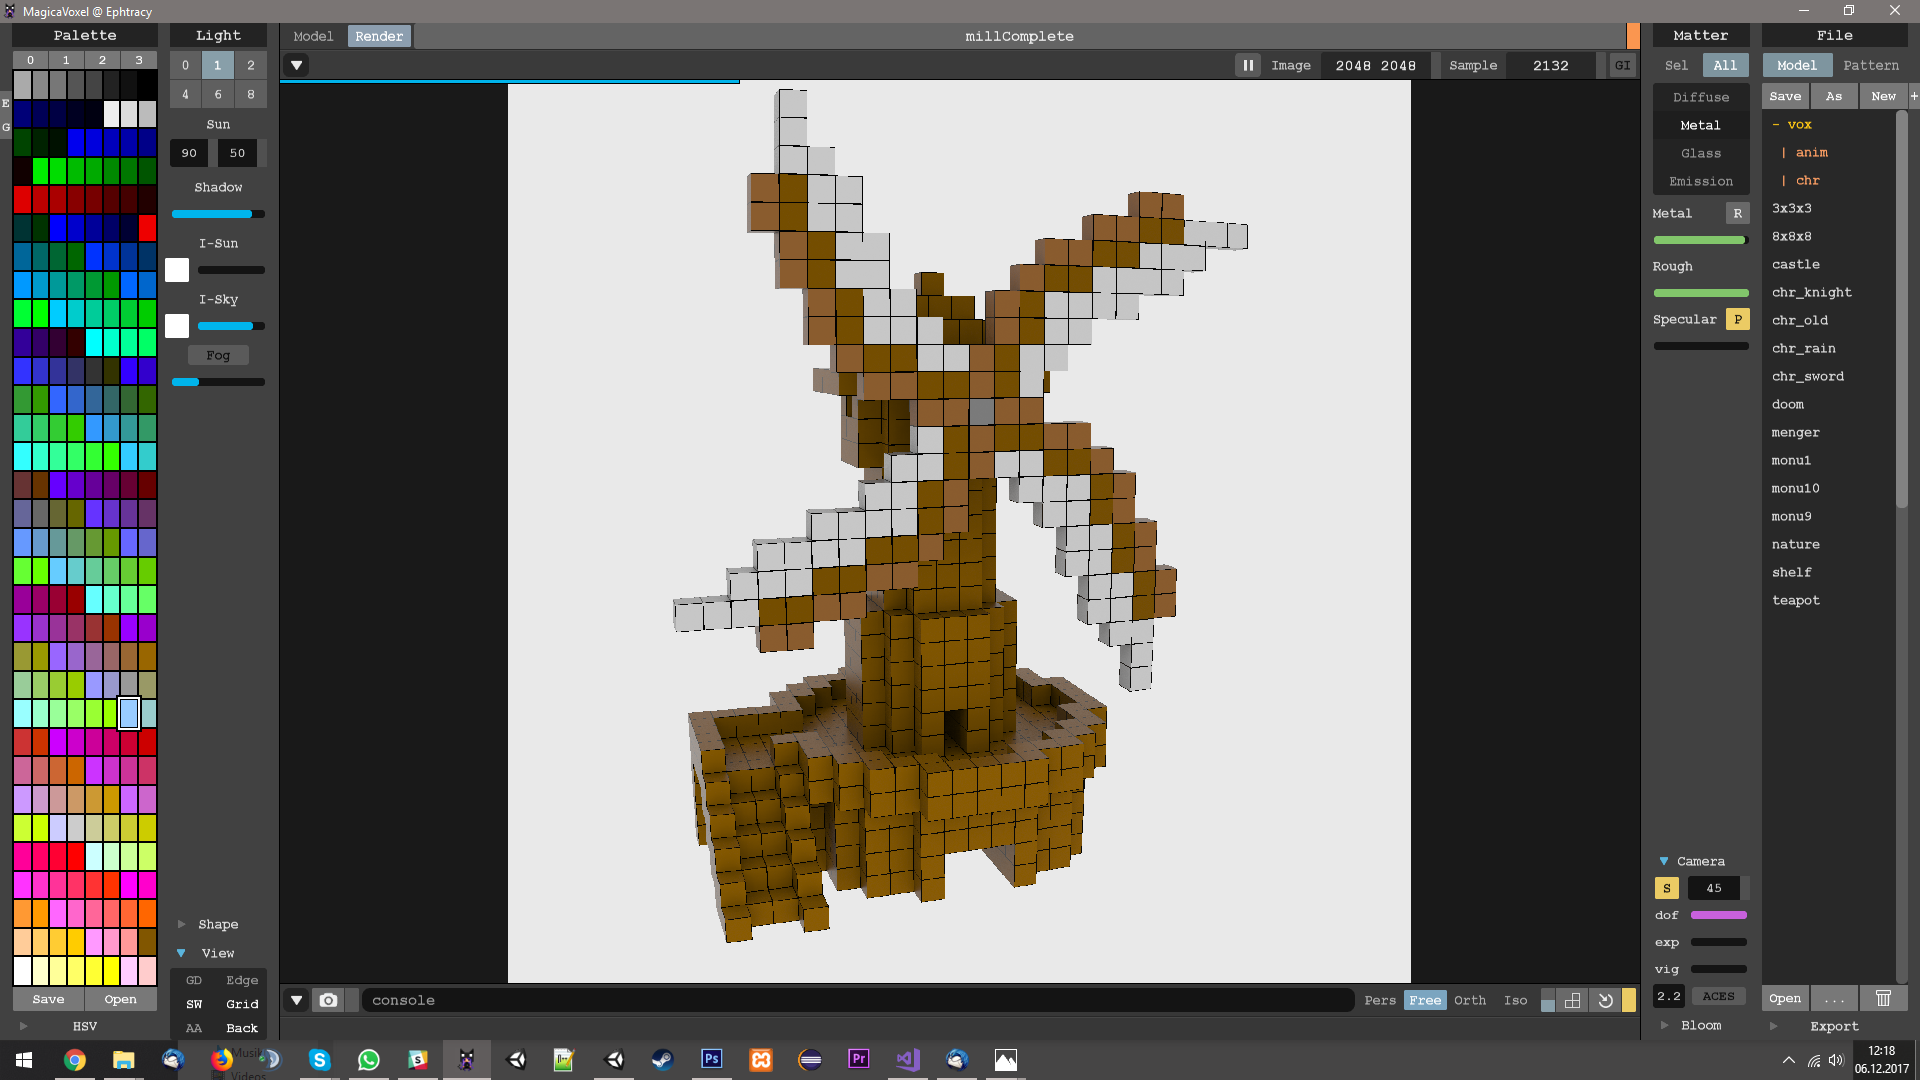 MagicaVoxel @ Ephtracy
Palette
0 1 2 3
E
G
Save Open
HSV
Light
0 1 2
4 6 8
Sun
90 50
Shadow
I-Sun
I-Sky
Fog
Shape
View
GD Edge
SW Grid
AA Back
Model Render millComplete
Image 2048 2048 Sample 2132 GI
console Pers Free Orth Iso
Matter
Sel All
Diffuse
Metal
Glass
Emission
Metal R
Rough
Specular P
Camera
S 45
dof
exp
vig
2.2 ACES
Bloom
File
Model Pattern
Save As New +
- vox
| anim
| chr
3x3x3
8x8x8
castle
chr_knight
chr_old
chr_rain
chr_sword
doom
menger
monu1
monu10
monu9
nature
shelf
teapot
Open ...
Export
Musik
Videos
Ps
Pr
12:18
06.12.2017